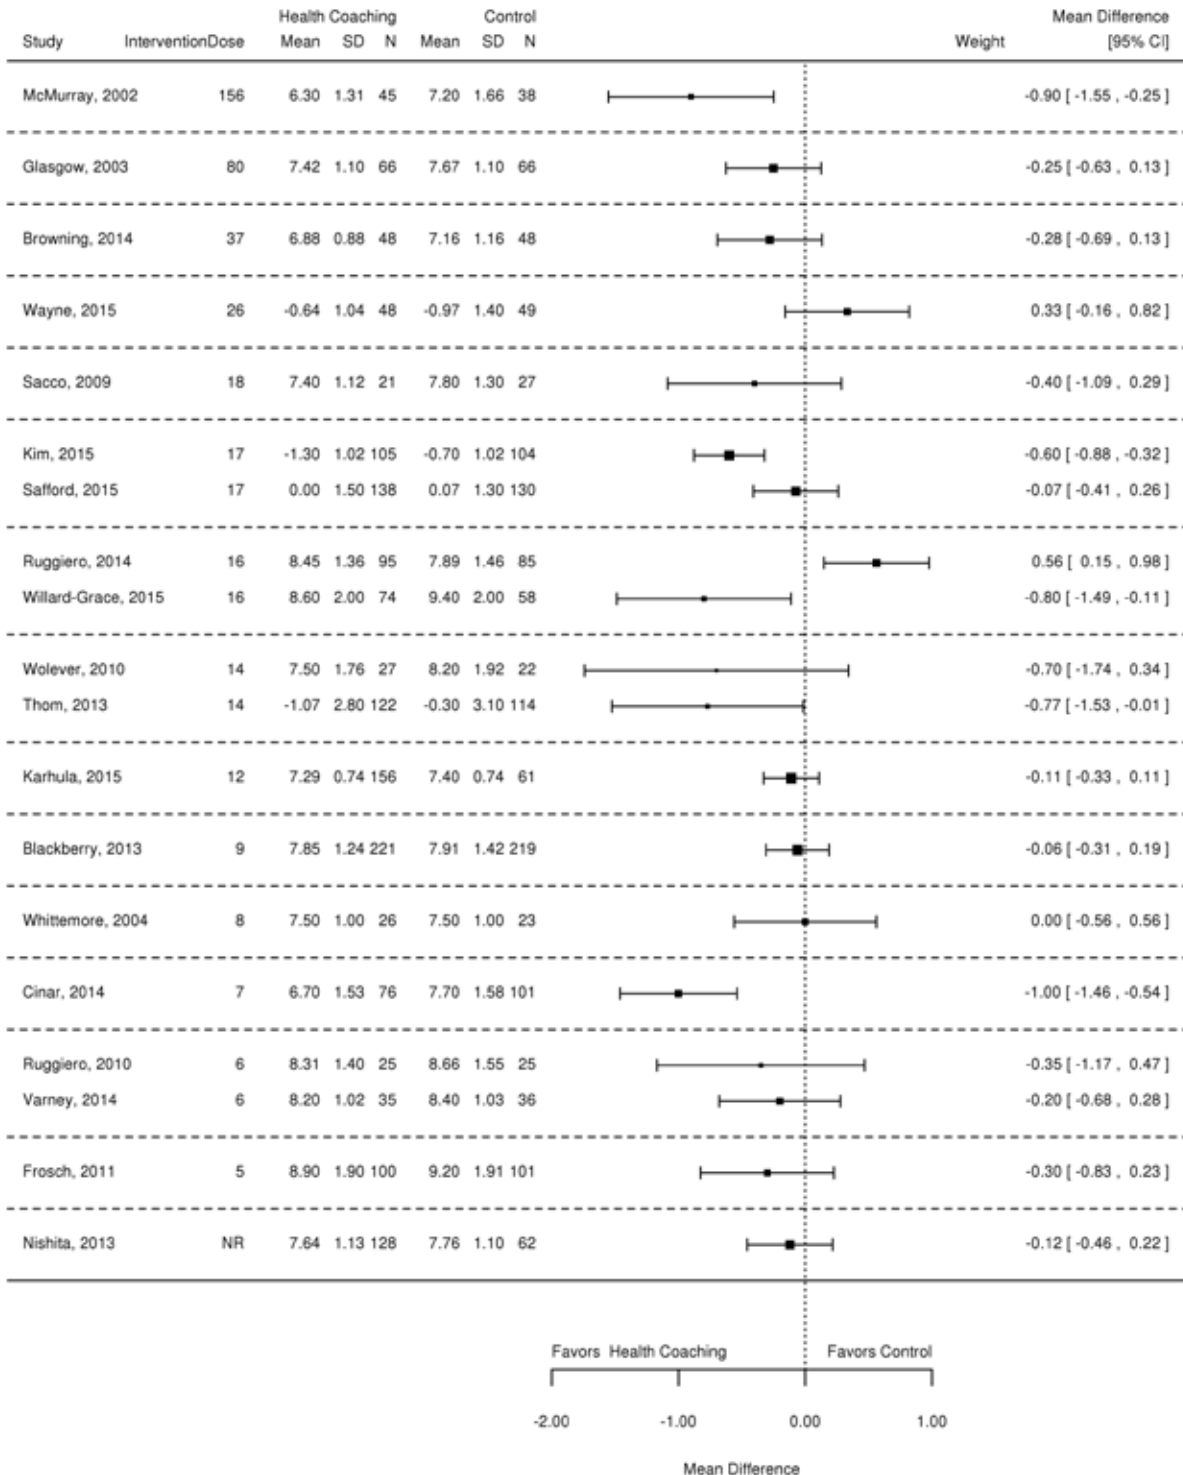 Health Coaching Control Mean Difference
Study InterventionDose Mean SD N Mean SD N Weight [95% CI]
McMurray, 2002 156 6.30 1.31 45 7.20 1.66 38 -0.90 [ -1.55 , -0.25 ]
Glasgow, 2003 80 7.42 1.10 66 7.67 1.10 66 -0.25 [ -0.63 , 0.13 ]
Browning, 2014 37 6.88 0.88 48 7.16 1.16 48 -0.28 [ -0.69 , 0.13 ]
Wayne, 2015 26 -0.64 1.04 48 -0.97 1.40 49 0.33 [ -0.16 , 0.82 ]
Sacco, 2009 18 7.40 1.12 21 7.80 1.30 27 -0.40 [ -1.09 , 0.29 ]
Kim, 2015 17 -1.30 1.02 105 -0.70 1.02 104 -0.60 [ -0.88 , -0.32 ]
Safford, 2015 17 0.00 1.50 138 0.07 1.30 130 -0.07 [ -0.41 , 0.26 ]
Ruggiero, 2014 16 8.45 1.36 95 7.89 1.46 85 0.56 [ 0.15 , 0.98 ]
Willard-Grace, 2015 16 8.60 2.00 74 9.40 2.00 58 -0.80 [ -1.49 , -0.11 ]
Wolever, 2010 14 7.50 1.76 27 8.20 1.92 22 -0.70 [ -1.74 , 0.34 ]
Thom, 2013 14 -1.07 2.80 122 -0.30 3.10 114 -0.77 [ -1.53 , -0.01 ]
Karhula, 2015 12 7.29 0.74 156 7.40 0.74 61 -0.11 [ -0.33 , 0.11 ]
Blackberry, 2013 9 7.85 1.24 221 7.91 1.42 219 -0.06 [ -0.31 , 0.19 ]
Whittemore, 2004 8 7.50 1.00 26 7.50 1.00 23 0.00 [ -0.56 , 0.56 ]
Cinar, 2014 7 6.70 1.53 76 7.70 1.58 101 -1.00 [ -1.46 , -0.54 ]
Ruggiero, 2010 6 8.31 1.40 25 8.66 1.55 25 -0.35 [ -1.17 , 0.47 ]
Varney, 2014 6 8.20 1.02 35 8.40 1.03 36 -0.20 [ -0.68 , 0.28 ]
Frosch, 2011 5 8.90 1.90 100 9.20 1.91 101 -0.30 [ -0.83 , 0.23 ]
Nishita, 2013 NR 7.64 1.13 128 7.76 1.10 62 -0.12 [ -0.46 , 0.22 ]
Favors Health Coaching Favors Control
-2.00 -1.00 0.00 1.00
Mean Difference